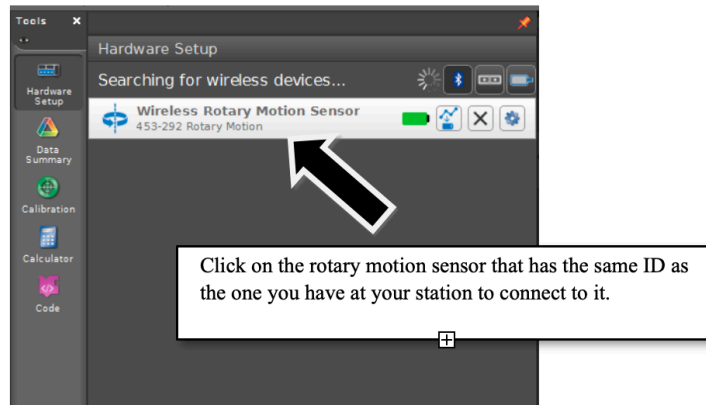 Tools
Hardware Setup
Searching for wireless devices...
Hardware
Setup
Wireless Rotary Motion Sensor
453-292 Rotary Motion
Data
Summary
Calibration
Calculator
Code
Click on the rotary motion sensor that has the same ID as
the one you have at your station to connect to it.